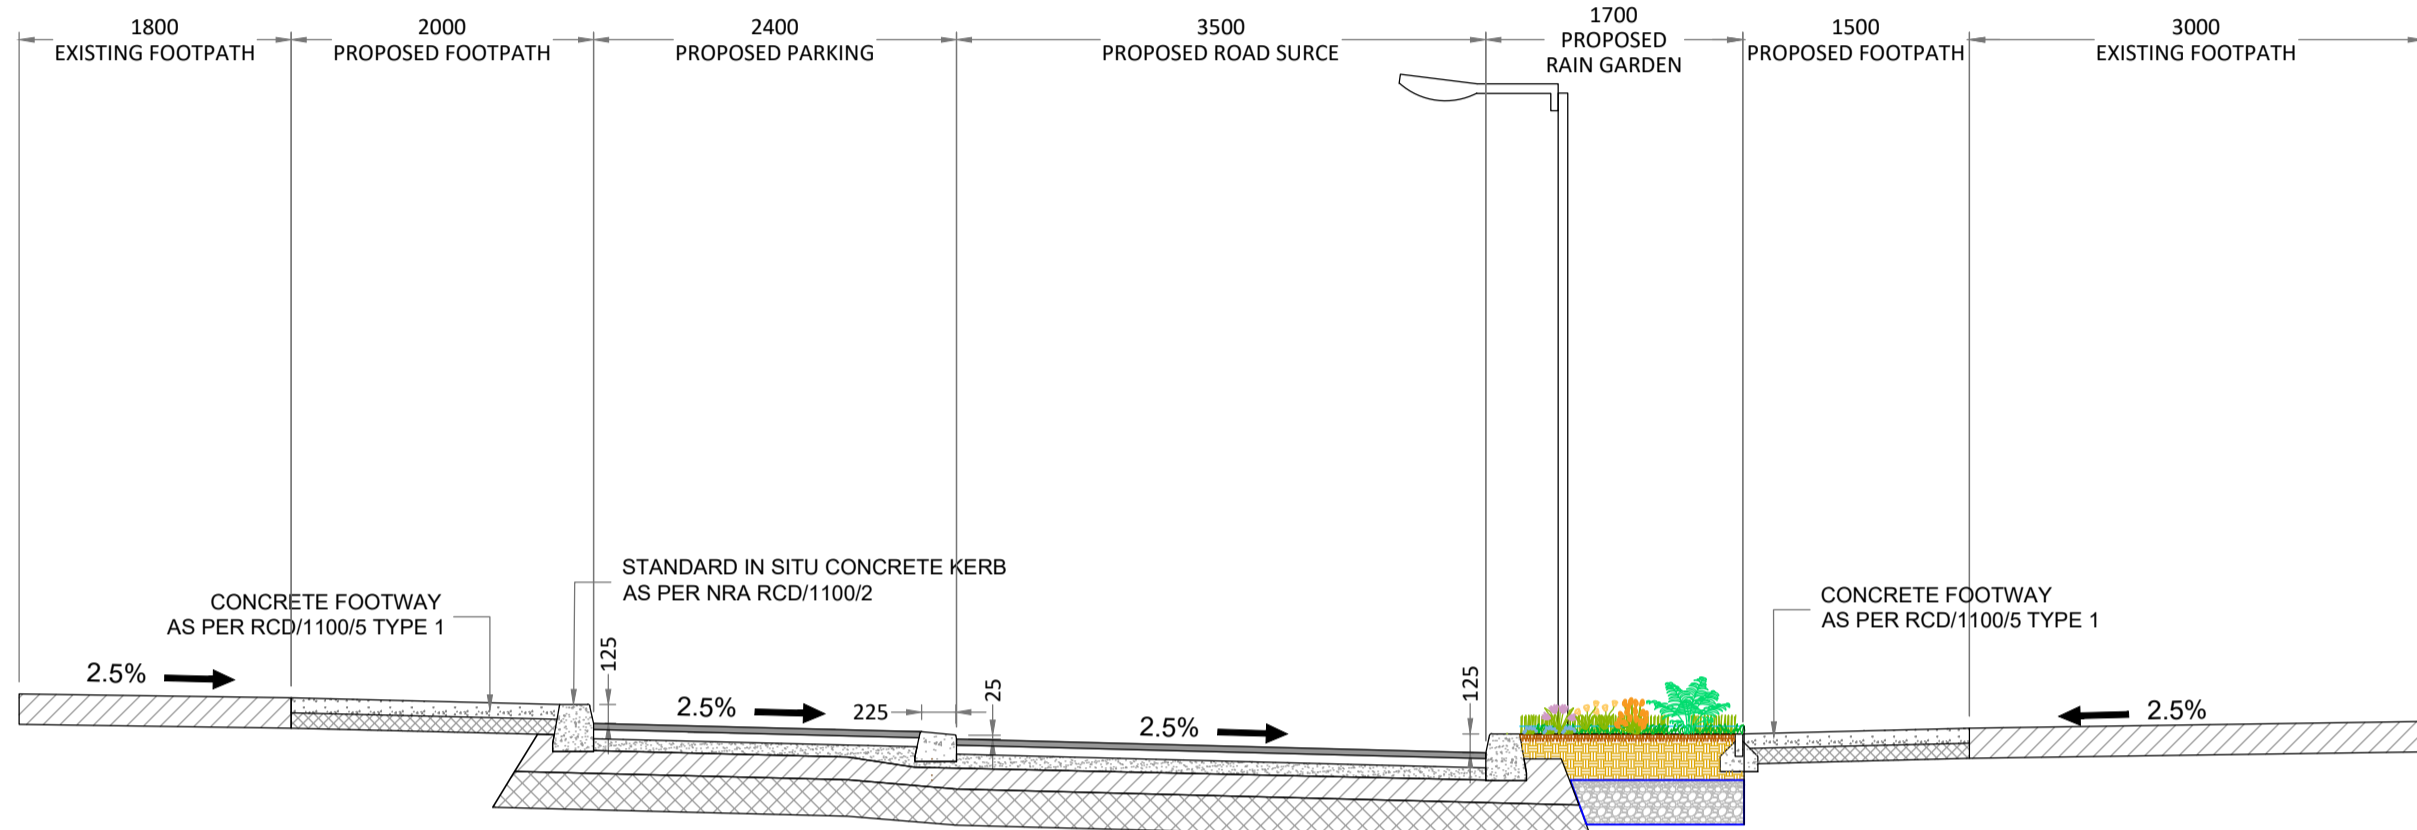 1800
EXISTING FOOTPATH
2000
PROPOSED FOOTPATH
2400
PROPOSED PARKING
3500
PROPOSED ROAD SURCE
1700
PROPOSED
RAIN GARDEN
1500
PROPOSED FOOTPATH
3000
EXISTING FOOTPATH
STANDARD IN SITU CONCRETE KERB
AS PER NRA RCD/1100/2
CONCRETE FOOTWAY
AS PER RCD/1100/5 TYPE 1
CONCRETE FOOTWAY
AS PER RCD/1100/5 TYPE 1
2.5%
125
2.5%
225
25
2.5%
125
2.5%